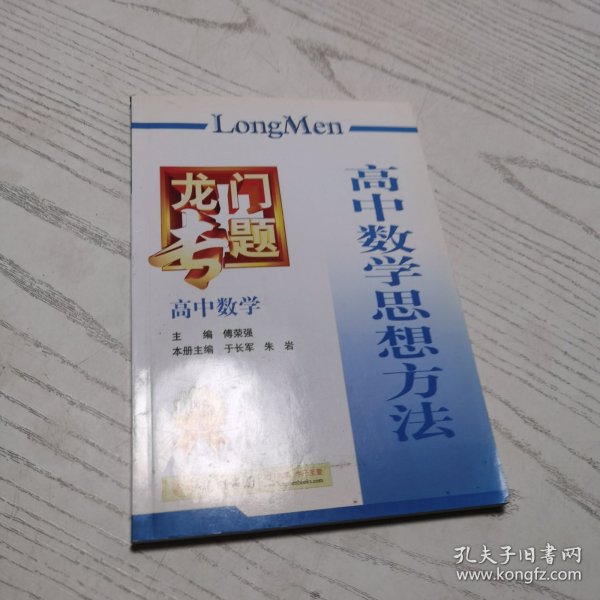 LongMen
龙门
专题
高中数学思想方法
高中数学
主 编 傅荣强
本册主编 于长军 朱 岩
孔夫子旧书网
www.kongfz.com